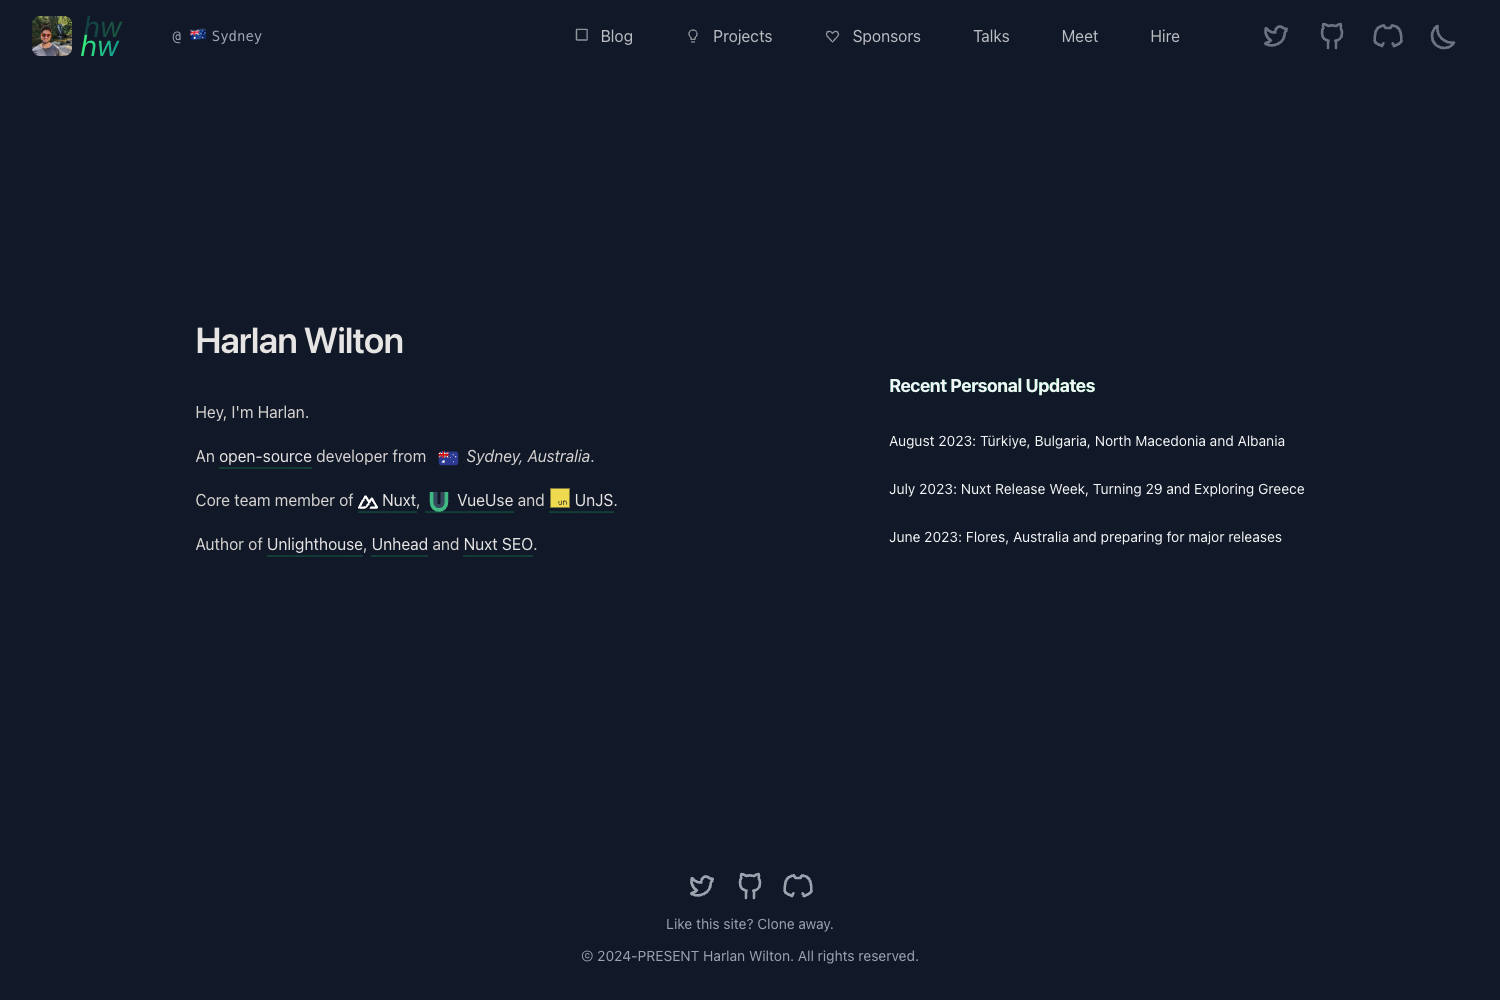 hw
hw
@ Sydney
Blog
Projects
Sponsors
Talks
Meet
Hire
Harlan Wilton
Hey, I'm Harlan.
An open-source developer from Sydney, Australia.
Core team member of Nuxt, VueUse and UnJS.
Author of Unlighthouse, Unhead and Nuxt SEO.
Recent Personal Updates
August 2023: Türkiye, Bulgaria, North Macedonia and Albania
July 2023: Nuxt Release Week, Turning 29 and Exploring Greece
June 2023: Flores, Australia and preparing for major releases
Like this site? Clone away.
© 2024-PRESENT Harlan Wilton. All rights reserved.